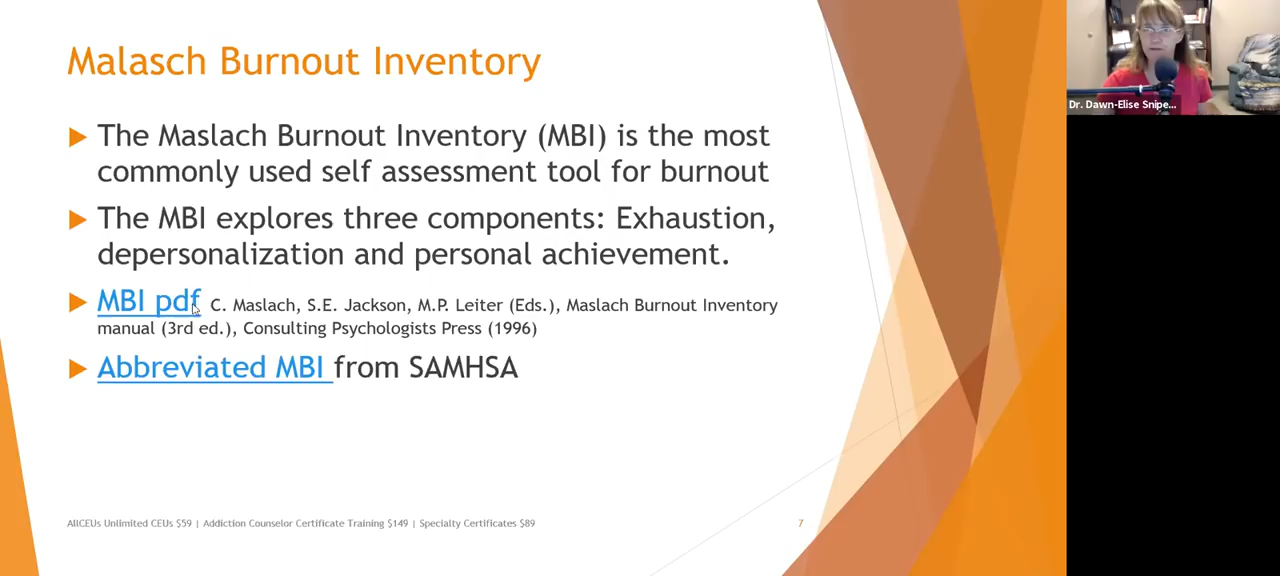 Malasch Burnout Inventory
The Maslach Burnout Inventory (MBI) is the most
commonly used self assessment tool for burnout
The MBI explores three components: Exhaustion,
depersonalization and personal achievement.
MBI pdf C. Maslach, S.E. Jackson, M.P. Leiter (Eds.), Maslach Burnout Inventory
manual (3rd ed.), Consulting Psychologists Press (1996)
Abbreviated MBI from SAMHSA
AllCEUs Unlimited CEUs $59 | Addiction Counselor Certificate Training $149 | Specialty Certificates $89
7
Dr. Dawn-Elise Snipe...